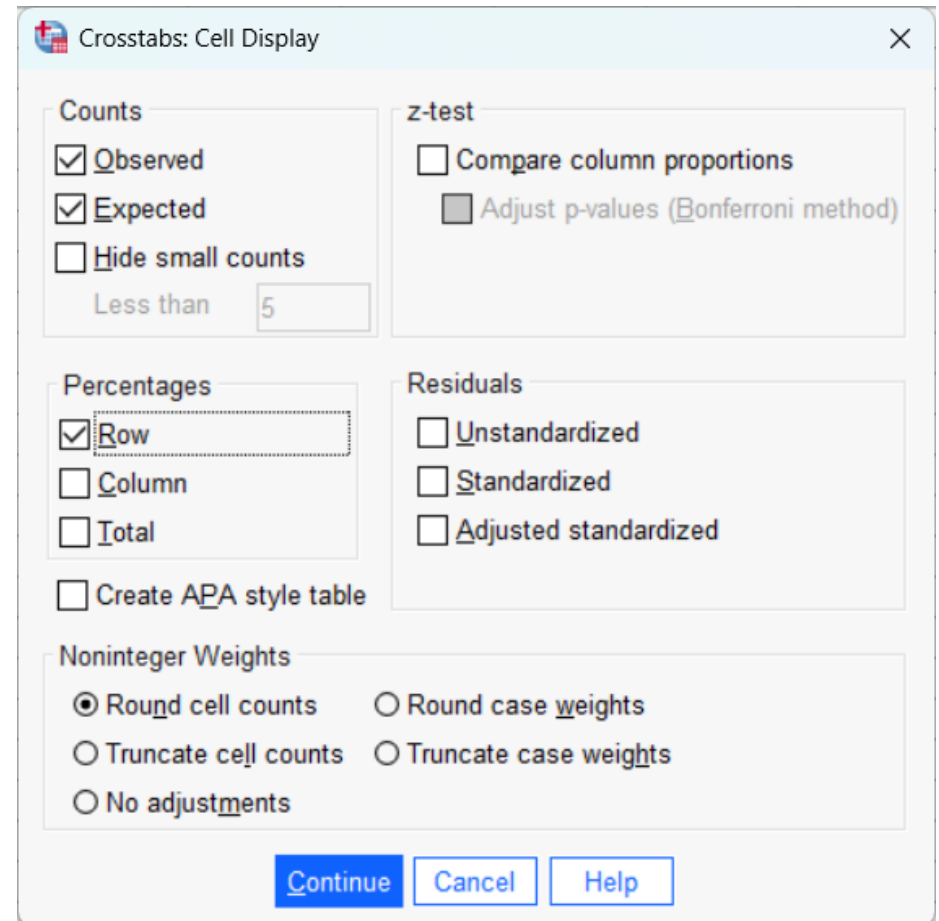 Crosstabs: Cell Display
Counts
Observed
Expected
Hide small counts
Less than 5
z-test
Compare column proportions
Adjust p-values (Bonferroni method)
Percentages
Row
Column
Total
Create APA style table
Residuals
Unstandardized
Standardized
Adjusted standardized
Noninteger Weights
Round cell counts Round case weights
Truncate cell counts Truncate case weights
No adjustments
Continue Cancel Help